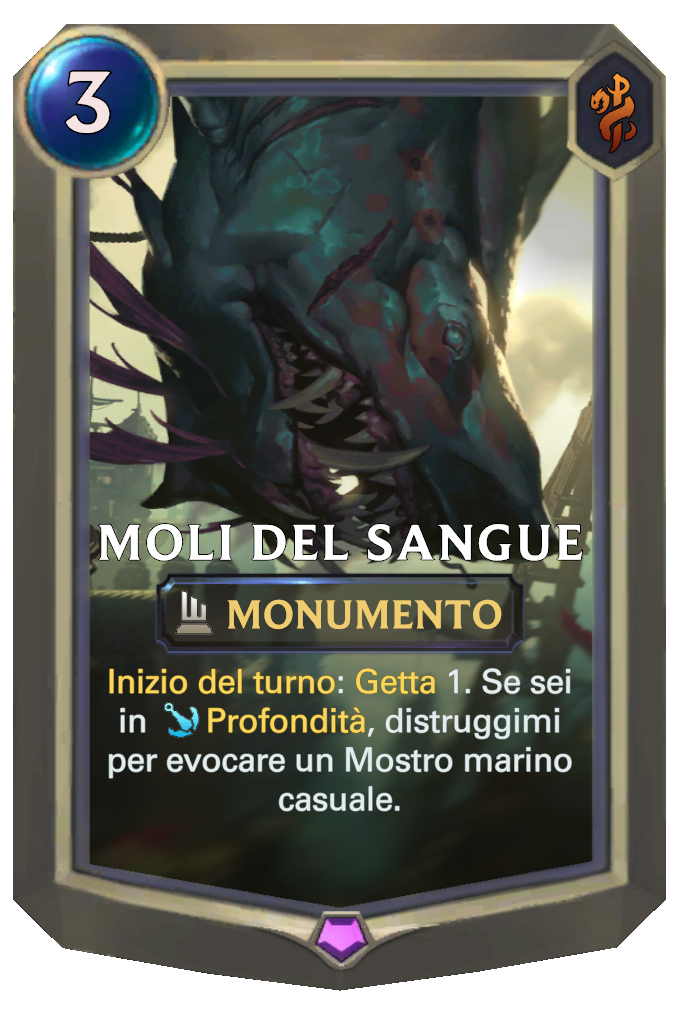 3
MOLI DEL SANGUE
MONUMENTO
Inizio del turno: Getta 1. Se sei
in Profondità, distruggimi
per evocare un Mostro marino
casuale.